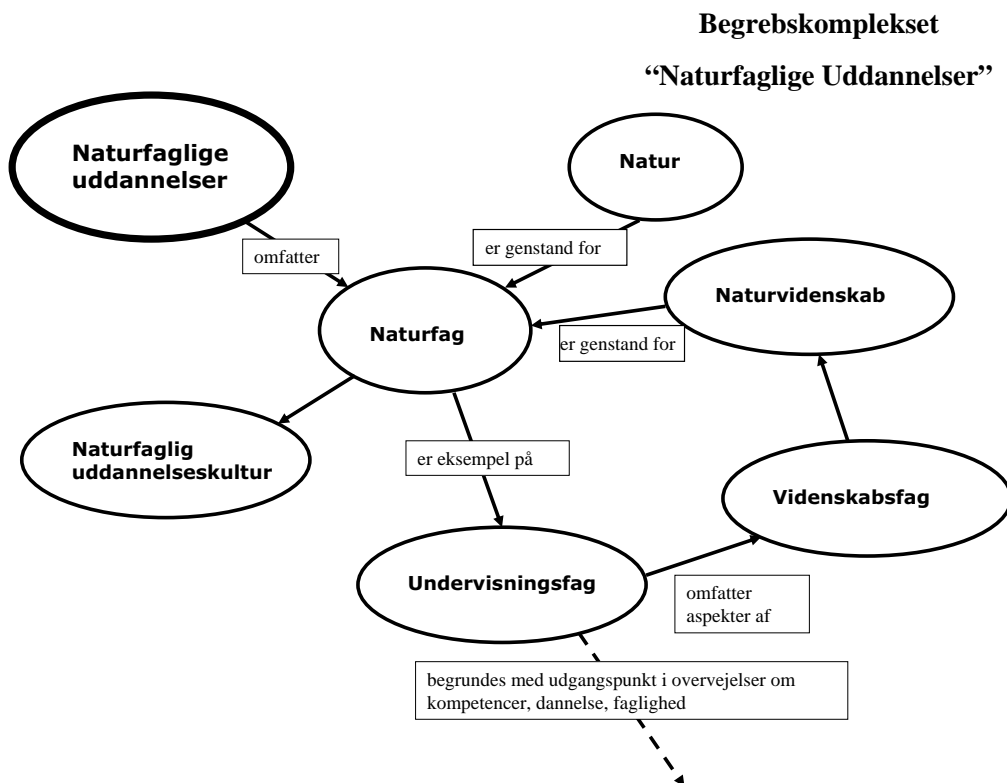 Begrebskomplekset
“Naturfaglige Uddannelser”
Naturfaglige
uddannelser
Natur
omfatter
er genstand for
Naturvidenskab
Naturfag
er genstand for
Naturfaglig
uddannelseskultur
er eksempel på
Videnskabsfag
Undervisningsfag
omfatter
aspekter af
begrundes med udgangspunkt i overvejelser om
kompetencer, dannelse, faglighed